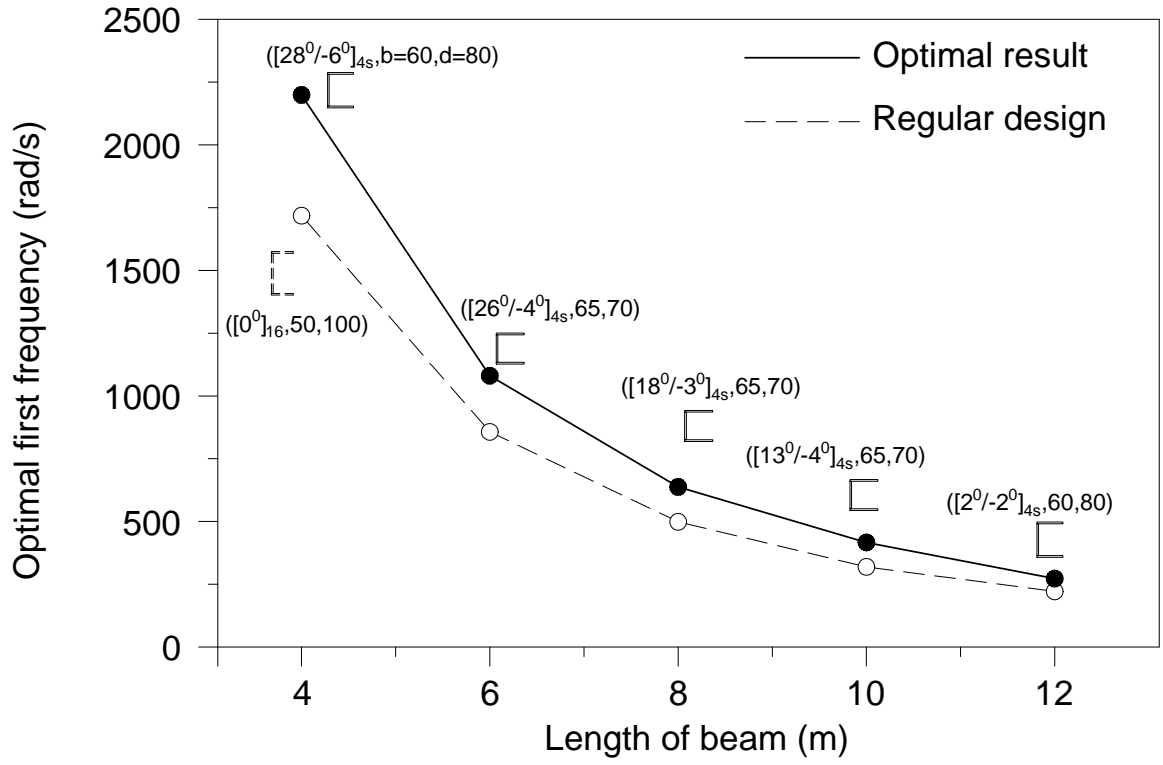 2500
2000
1500
1000
500
0
Optimal first frequency (rad/s)
([28⁰/-6⁰]₄ₛ,b=60,d=80)
Optimal result
Regular design
([0⁰]₁₆,50,100)
([26⁰/-4⁰]₄ₛ,65,70)
([18⁰/-3⁰]₄ₛ,65,70)
([13⁰/-4⁰]₄ₛ,65,70)
([2⁰/-2⁰]₄ₛ,60,80)
4 6 8 10 12
Length of beam (m)